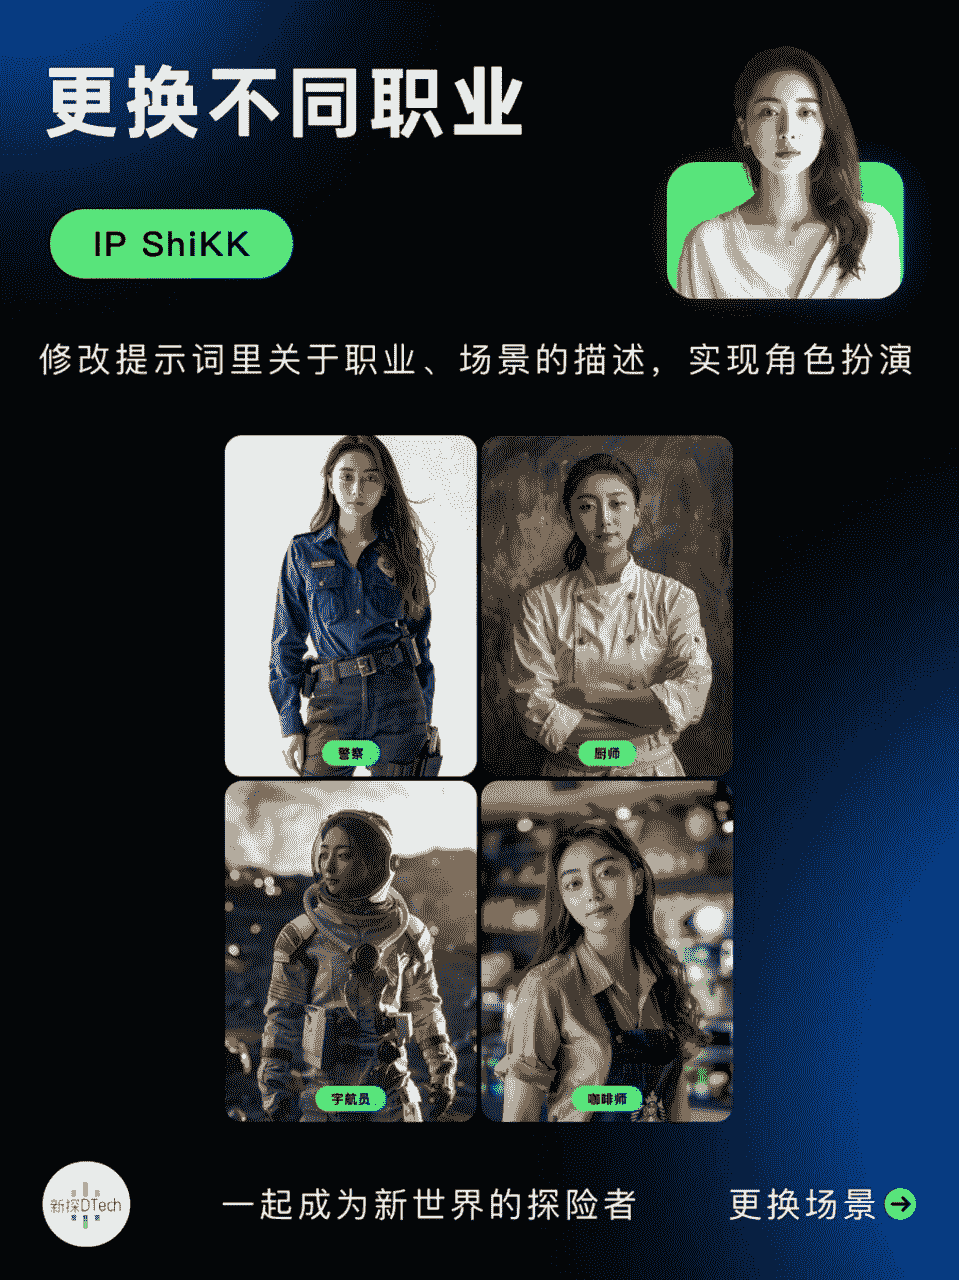 更换不同职业
IP ShiKK
修改提示词里关于职业、场景的描述，实现角色扮演
警察
厨师
宇航员
咖啡师
新探DTech
一起成为新世界的探险者
更换场景